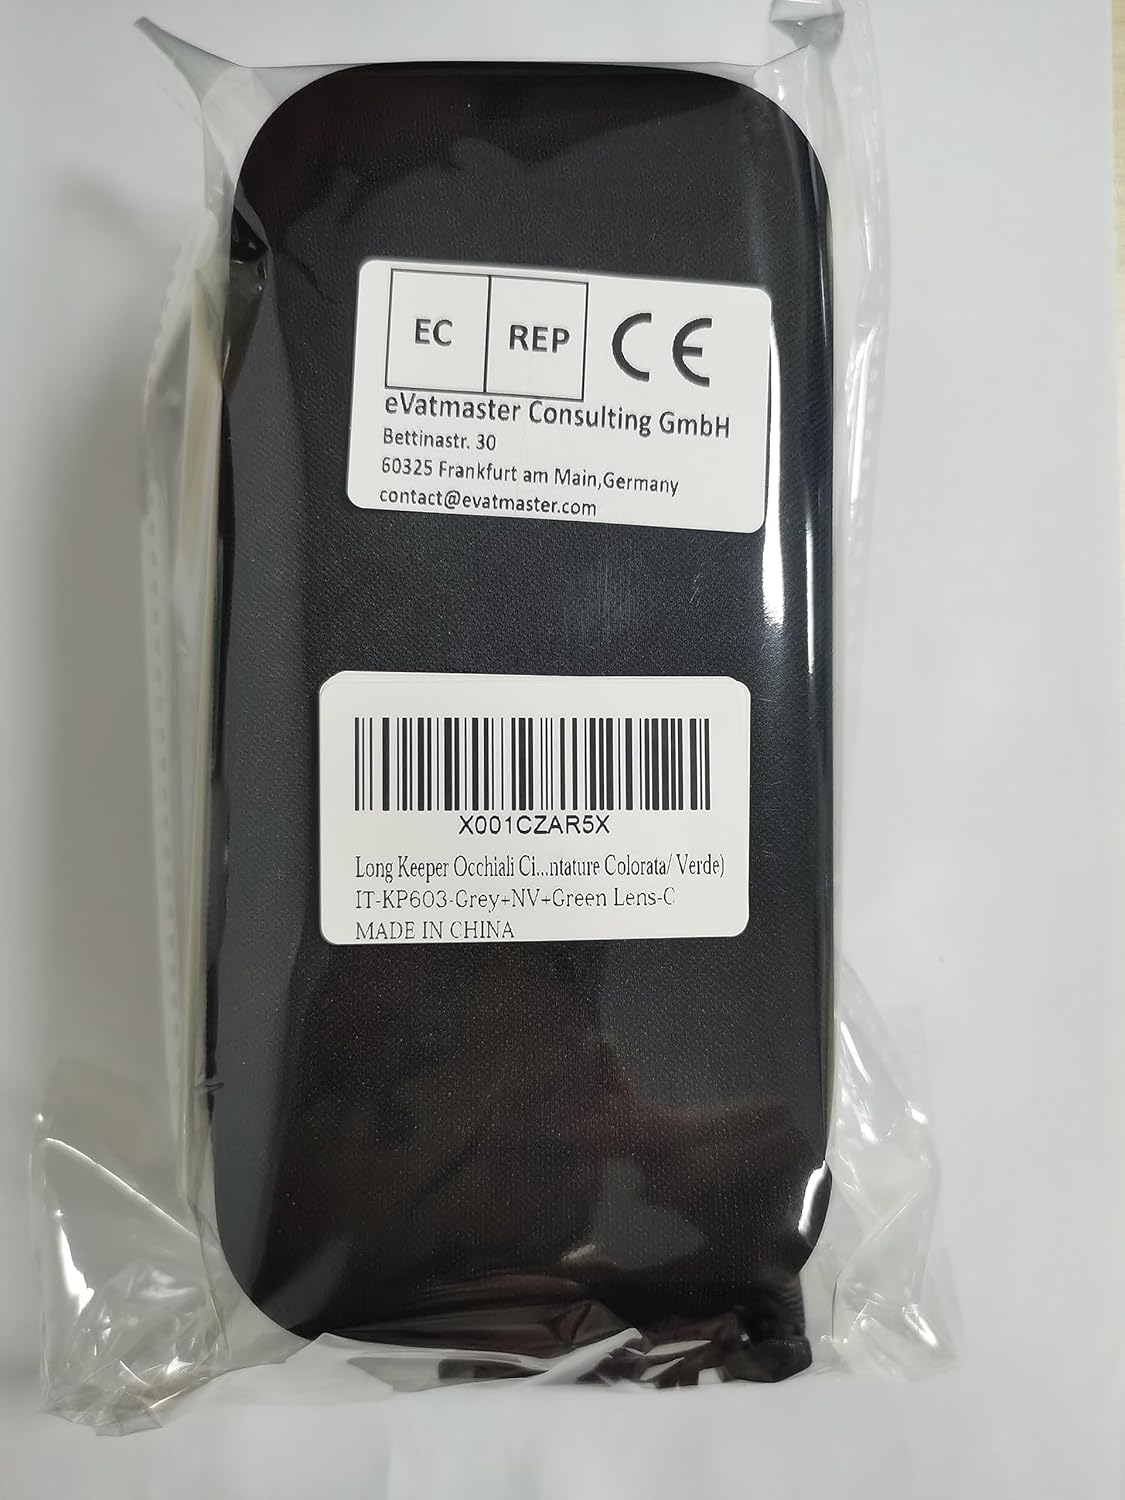 EC REP CE
eVatmaster Consulting GmbH
Bettinastr. 30
60325 Frankfurt am Main,Germany
contact@evatmaster.com
X001CZAR5X
Long Keeper Occhiali Ci...ntature Colorata/ Verde)
IT-KP603-Grey+NV+Green Lens-C
MADE IN CHINA